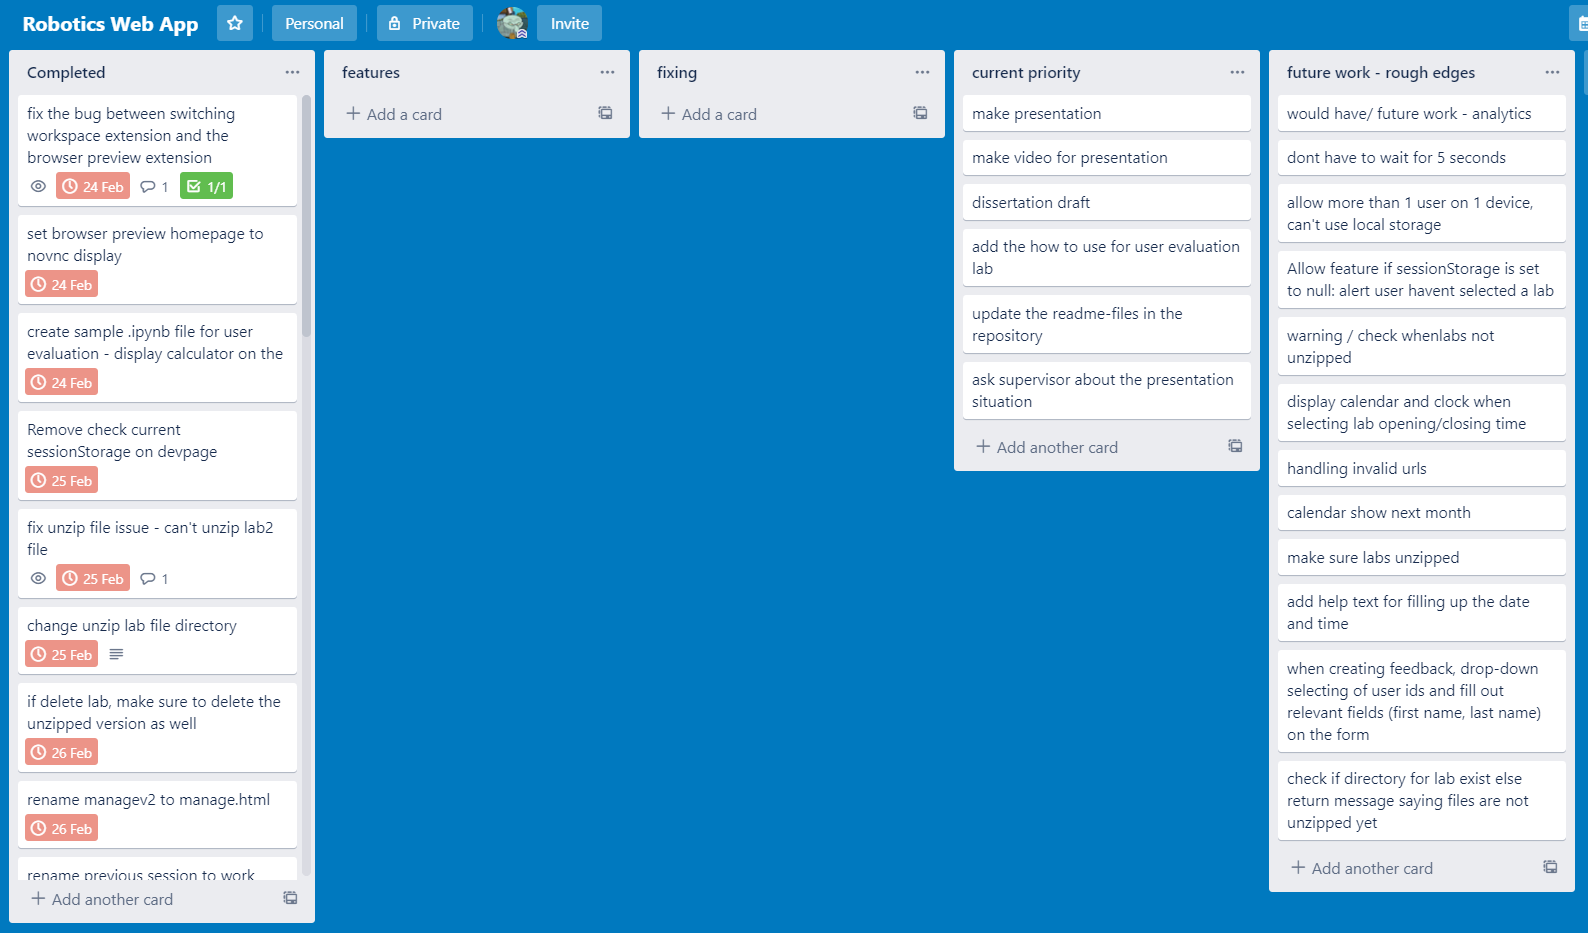 Robotics Web App
Personal
Private
Invite
Completed
fix the bug between switching
workspace extension and the
browser preview extension
24 Feb
1
1/1
set browser preview homepage to
novnc display
24 Feb
create sample .ipynb file for user
evaluation - display calculator on the
24 Feb
Remove check current
sessionStorage on devpage
25 Feb
fix unzip file issue - can't unzip lab2
file
25 Feb
1
change unzip lab file directory
25 Feb
if delete lab, make sure to delete the
unzipped version as well
26 Feb
rename managev2 to manage.html
26 Feb
rename previous session to work
+ Add another card
features
+ Add a card
fixing
+ Add a card
current priority
make presentation
make video for presentation
dissertation draft
add the how to use for user evaluation
lab
update the readme-files in the
repository
ask supervisor about the presentation
situation
+ Add another card
future work - rough edges
would have/ future work - analytics
dont have to wait for 5 seconds
allow more than 1 user on 1 device,
can't use local storage
Allow feature if sessionStorage is set
to null: alert user havent selected a lab
warning / check whenlabs not
unzipped
display calendar and clock when
selecting lab opening/closing time
handling invalid urls
calendar show next month
make sure labs unzipped
add help text for filling up the date
and time
when creating feedback, drop-down
selecting of user ids and fill out
relevant fields (first name, last name)
on the form
check if directory for lab exist else
return message saying files are not
unzipped yet
+ Add another card